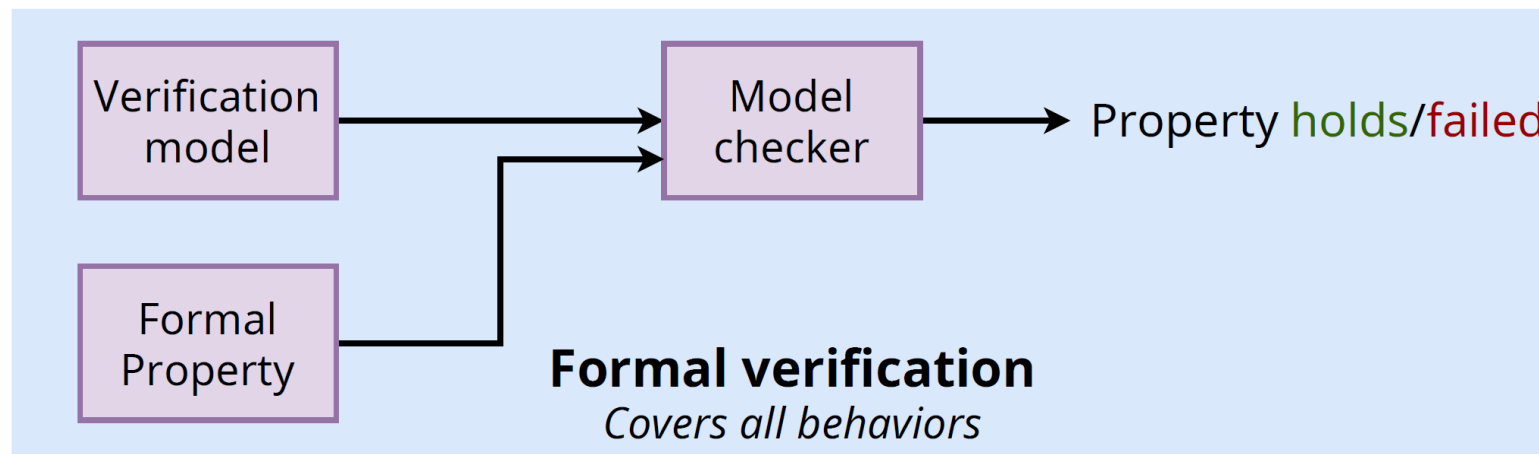 Verification
model
Model
checker
Property holds/failed
Formal
Property
Formal verification
Covers all behaviors